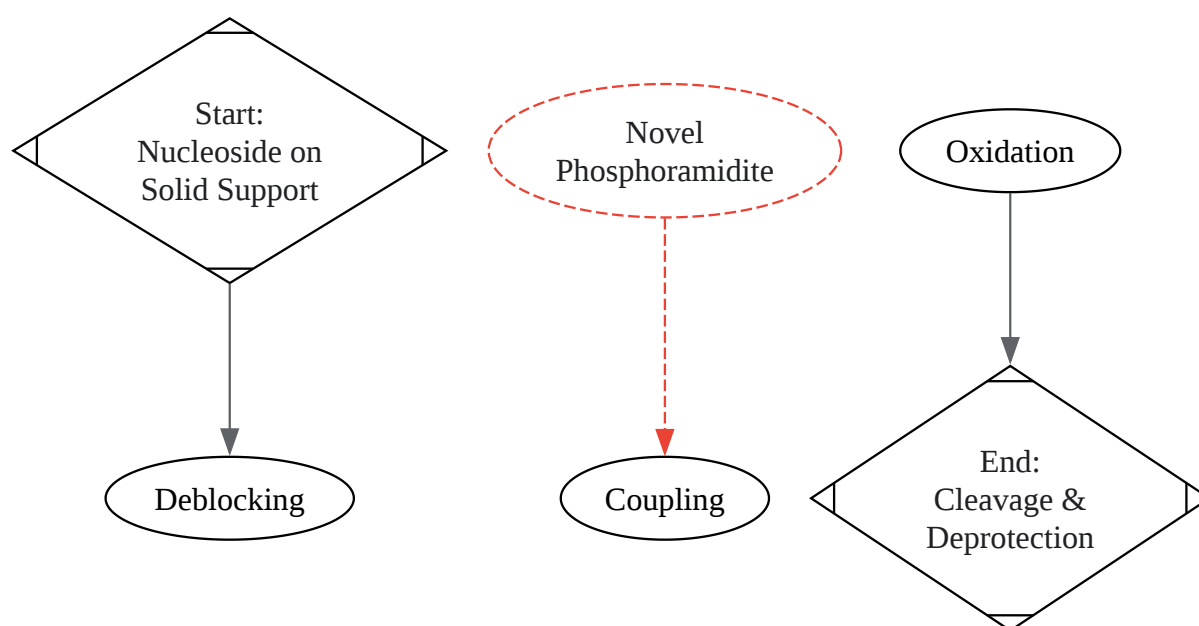 Start:
Nucleoside on
Solid Support
Novel
Phosphoramidite
Oxidation
Deblocking
Coupling
End:
Cleavage &
Deprotection